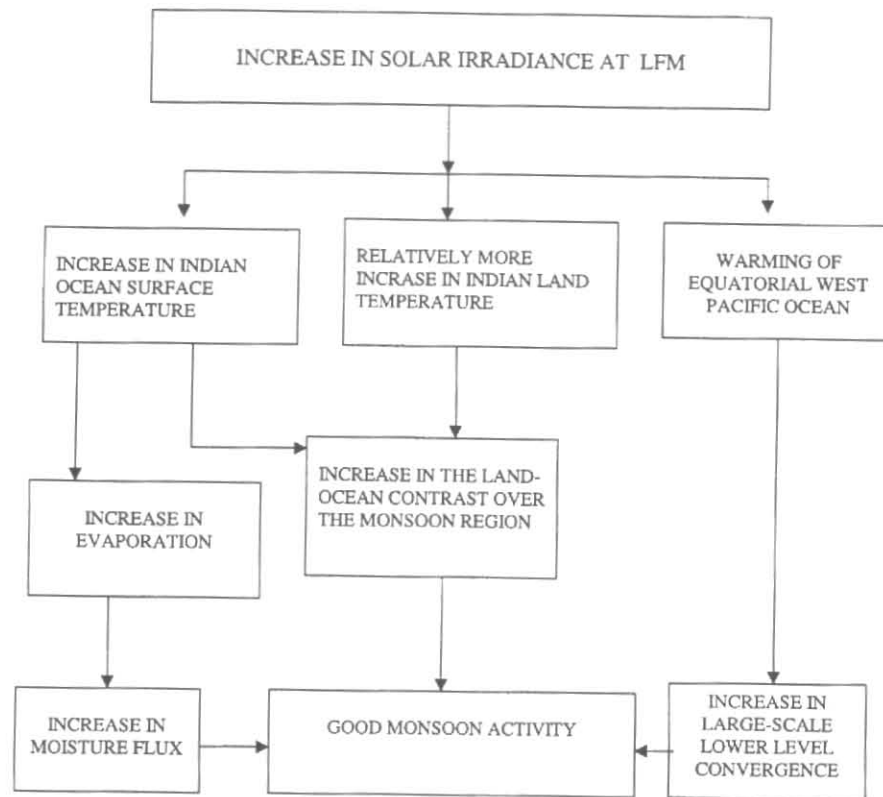 INCREASE IN SOLAR IRRADIANCE AT LFM
INCREASE IN INDIAN
OCEAN SURFACE
TEMPERATURE
RELATIVELY MORE
INCRASE IN INDIAN LAND
TEMPERATURE
WARMING OF
EQUATORIAL WEST
PACIFIC OCEAN
INCREASE IN
EVAPORATION
INCREASE IN THE LAND-
OCEAN CONTRAST OVER
THE MONSOON REGION
INCREASE IN
MOISTURE FLUX
GOOD MONSOON ACTIVITY
INCREASE IN
LARGE-SCALE
LOWER LEVEL
CONVERGENCE